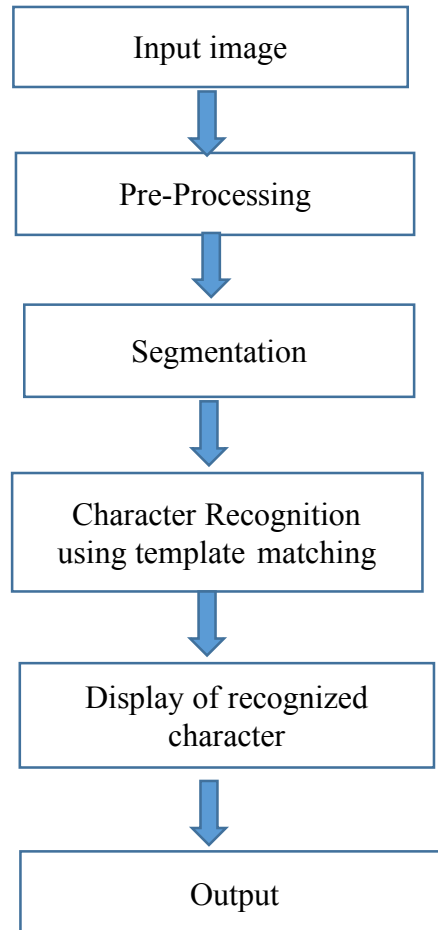 Input image
Pre-Processing
Segmentation
Character Recognition
using template matching
Display of recognized
character
Output